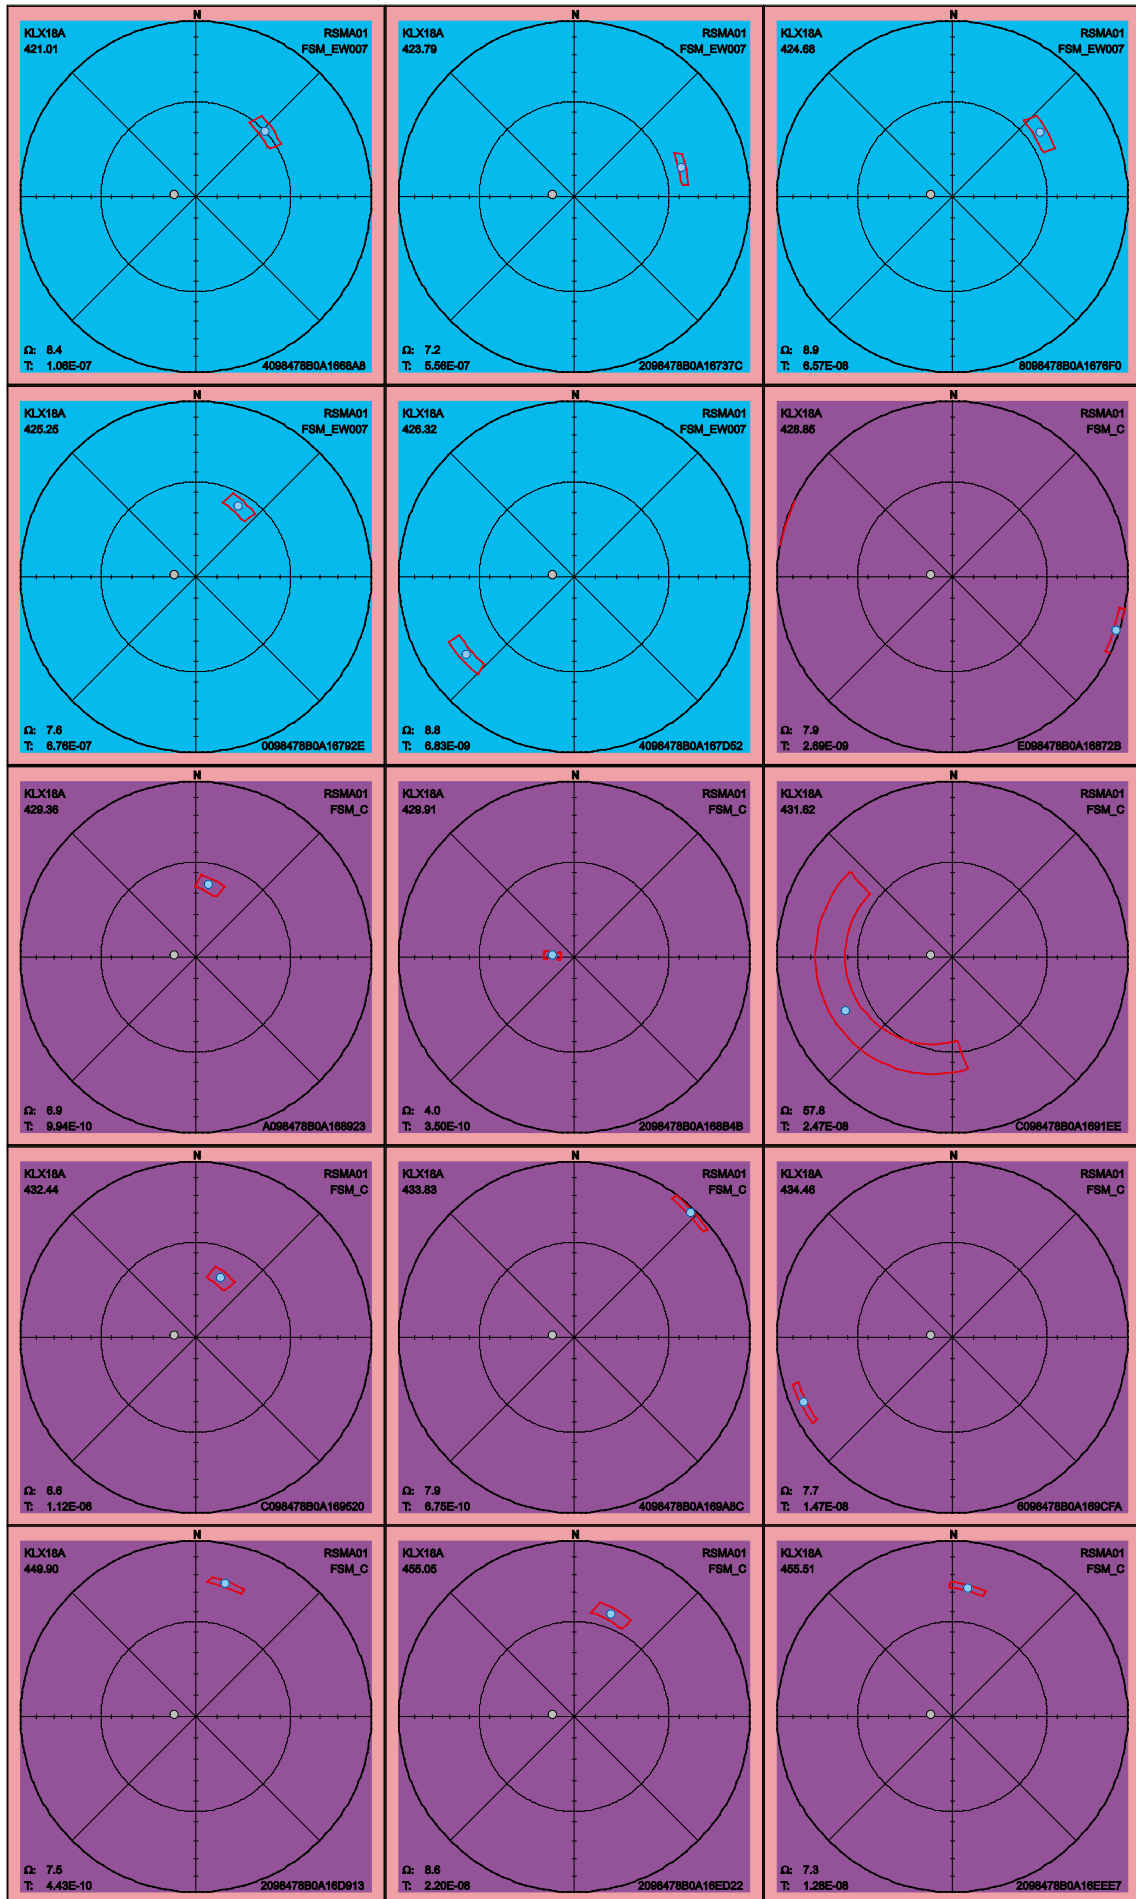 N
KLX18A RSMA01
421.01 FSM_EW007
Ω: 8.4
T: 1.06E-07 4098478B0A1668A8
N
KLX18A RSMA01
423.79 FSM_EW007
Ω: 7.2
T: 5.56E-07 2098478B0A16737C
N
KLX18A RSMA01
424.68 FSM_EW007
Ω: 8.9
T: 6.57E-08 8098478B0A1676F0
N
KLX18A RSMA01
425.25 FSM_EW007
Ω: 7.6
T: 6.76E-07 0098478B0A16792E
N
KLX18A RSMA01
426.32 FSM_EW007
Ω: 8.8
T: 6.83E-09 4098478B0A167D52
N
KLX18A RSMA01
428.85 FSM_C
Ω: 7.9
T: 2.69E-09 E098478B0A16872B
N
KLX18A RSMA01
429.36 FSM_C
Ω: 6.9
T: 9.94E-10 A098478B0A168923
N
KLX18A RSMA01
429.91 FSM_C
Ω: 4.0
T: 3.50E-10 2098478B0A168B4B
N
KLX18A RSMA01
431.62 FSM_C
Ω: 57.8
T: 2.47E-08 C098478B0A1691EE
N
KLX18A RSMA01
432.44 FSM_C
Ω: 6.6
T: 1.12E-06 C098478B0A169520
N
KLX18A RSMA01
433.83 FSM_C
Ω: 7.9
T: 6.75E-10 4098478B0A169A8C
N
KLX18A RSMA01
434.46 FSM_C
Ω: 7.7
T: 1.47E-08 6098478B0A169CFA
N
KLX18A RSMA01
449.90 FSM_C
Ω: 7.5
T: 4.43E-10 2098478B0A16D913
N
KLX18A RSMA01
455.05 FSM_C
Ω: 8.6
T: 2.20E-08 2098478B0A16ED22
N
KLX18A RSMA01
455.51 FSM_C
Ω: 7.3
T: 1.28E-08 2098478B0A16EEE7